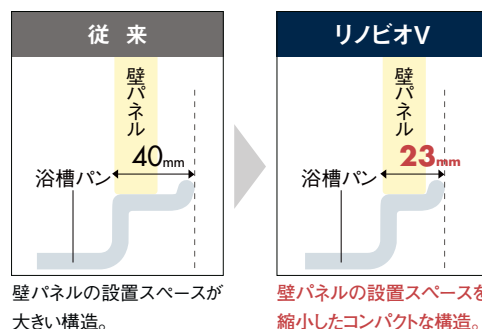 従来
壁パネル
40mm
浴槽パン
壁パネルの設置スペースが
大きい構造。
リノビオV
壁パネル
23mm
浴槽パン
壁パネルの設置スペースを
縮小したコンパクトな構造。